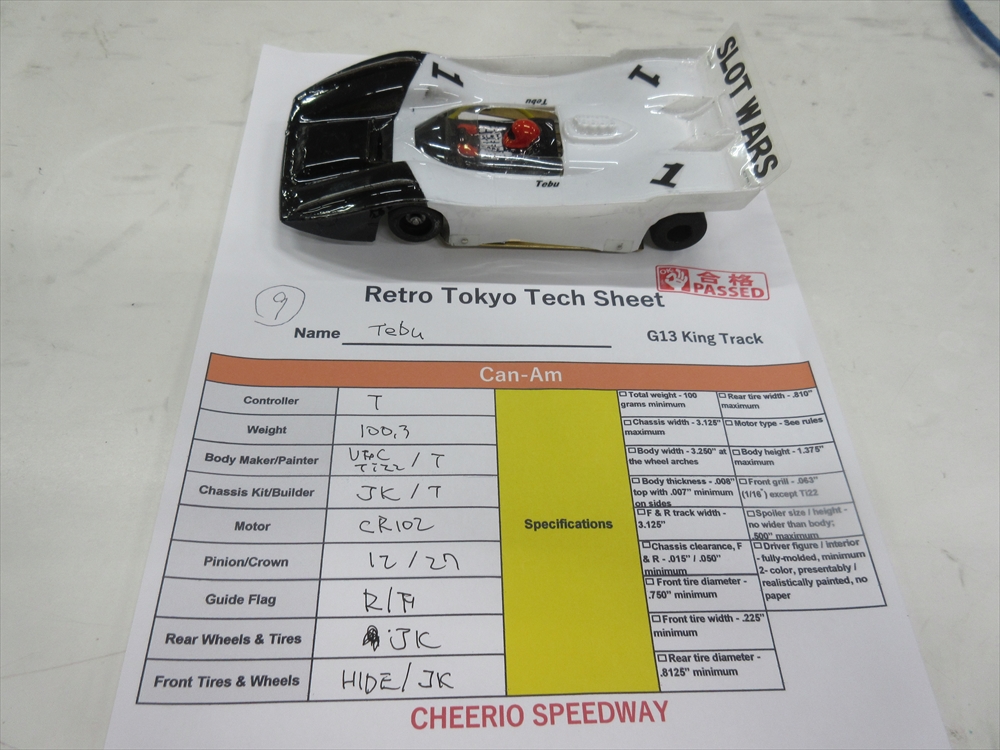 SLOT WARS
1
1
Tebu
Tebu
1
OK
合格
PASSED
9
Retro Tokyo Tech Sheet
Name Tebu
G13 King Track
Can-Am
Controller T
Weight 100.3
Body Maker/Painter
Ti22 / T
Chassis Kit/Builder JK / T
Motor CR102
Pinion/Crown 12 / 27
Guide Flag
Rear Wheels & Tires JK
Front Tires & Wheels HIDE / JK
Specifications
Total weight - 100
grams minimum
Chassis width - 3.125"
maximum
Body width - 3.250" at
the wheel arches
Body thickness - .008"
top with .007" minimum
on sides
F & R track width -
3.125"
Chassis clearance, F
& R - .015" / .050"
minimum
Front tire diameter -
.750" minimum
Front tire width - .225"
minimum
Rear tire diameter -
.8125" minimum
Rear tire width - .810"
maximum
Motor type - See rules
Body height - 1.375"
maximum
Front grill - .063"
(1/16") except Ti22
Spoiler size / height -
no wider than body;
.500" maximum
Driver figure / interior
- fully-molded, minimum
2- color, presentably /
realistically painted, no
paper
CHEERIO SPEEDWAY